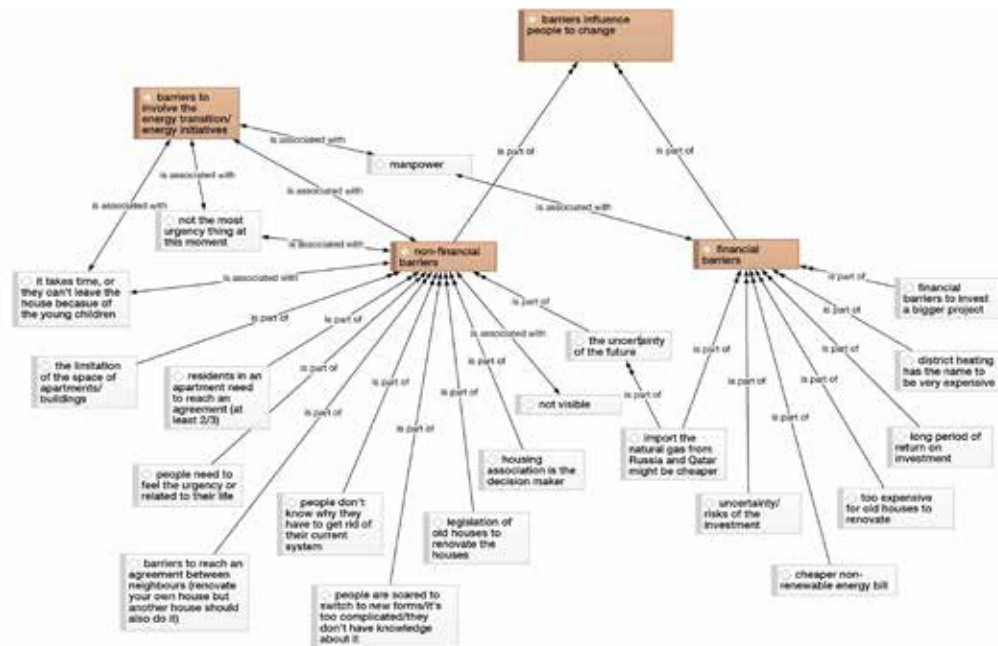 barriers influence
people to change
barriers to
involve the
energy transition/
energy initiatives
is associated with
manpower
is part of
is part of
is associated with
is associated with
is associated with
is associated with
not the most
urgency thing at
this moment
is associated with
non-financial
barriers
financial
barriers
it takes time, or
they can't leave the
house becasue of
the young children
is associated with
is part of
financial
barriers to invest
a bigger project
is part of
is part of
is part of
is associated with
the uncertainty
of the future
is part of
is part of
the limitation
of the space of
apartments/
buildings
residents in an
apartment need
to reach an
agreement (at
least 2/3)
is part of
is part of
is part of
district heating
has the name to
be very expensive
not visible
is part of
is part of
is part of
is part of
is part of
is part of
is part of
people need to
feel the urgency or
related to their life
housing
association is the
decision maker
import the
natural gas from
Russia and Qatar
might be cheaper
long period of
return on
investment
people don't
know why they
have to get rid of
their current
system
legislation of
old houses to
renovate the
houses
uncertainty/
risks of the
investment
too expensive
for old houses to
renovate
barriers to reach an
agreement between
neighbours (renovate
your own house but
another house should
also do it)
people are scared to
switch to new forms/it's
too complicated/they
don't have knowledge
about it
cheaper non-
renewable energy bill